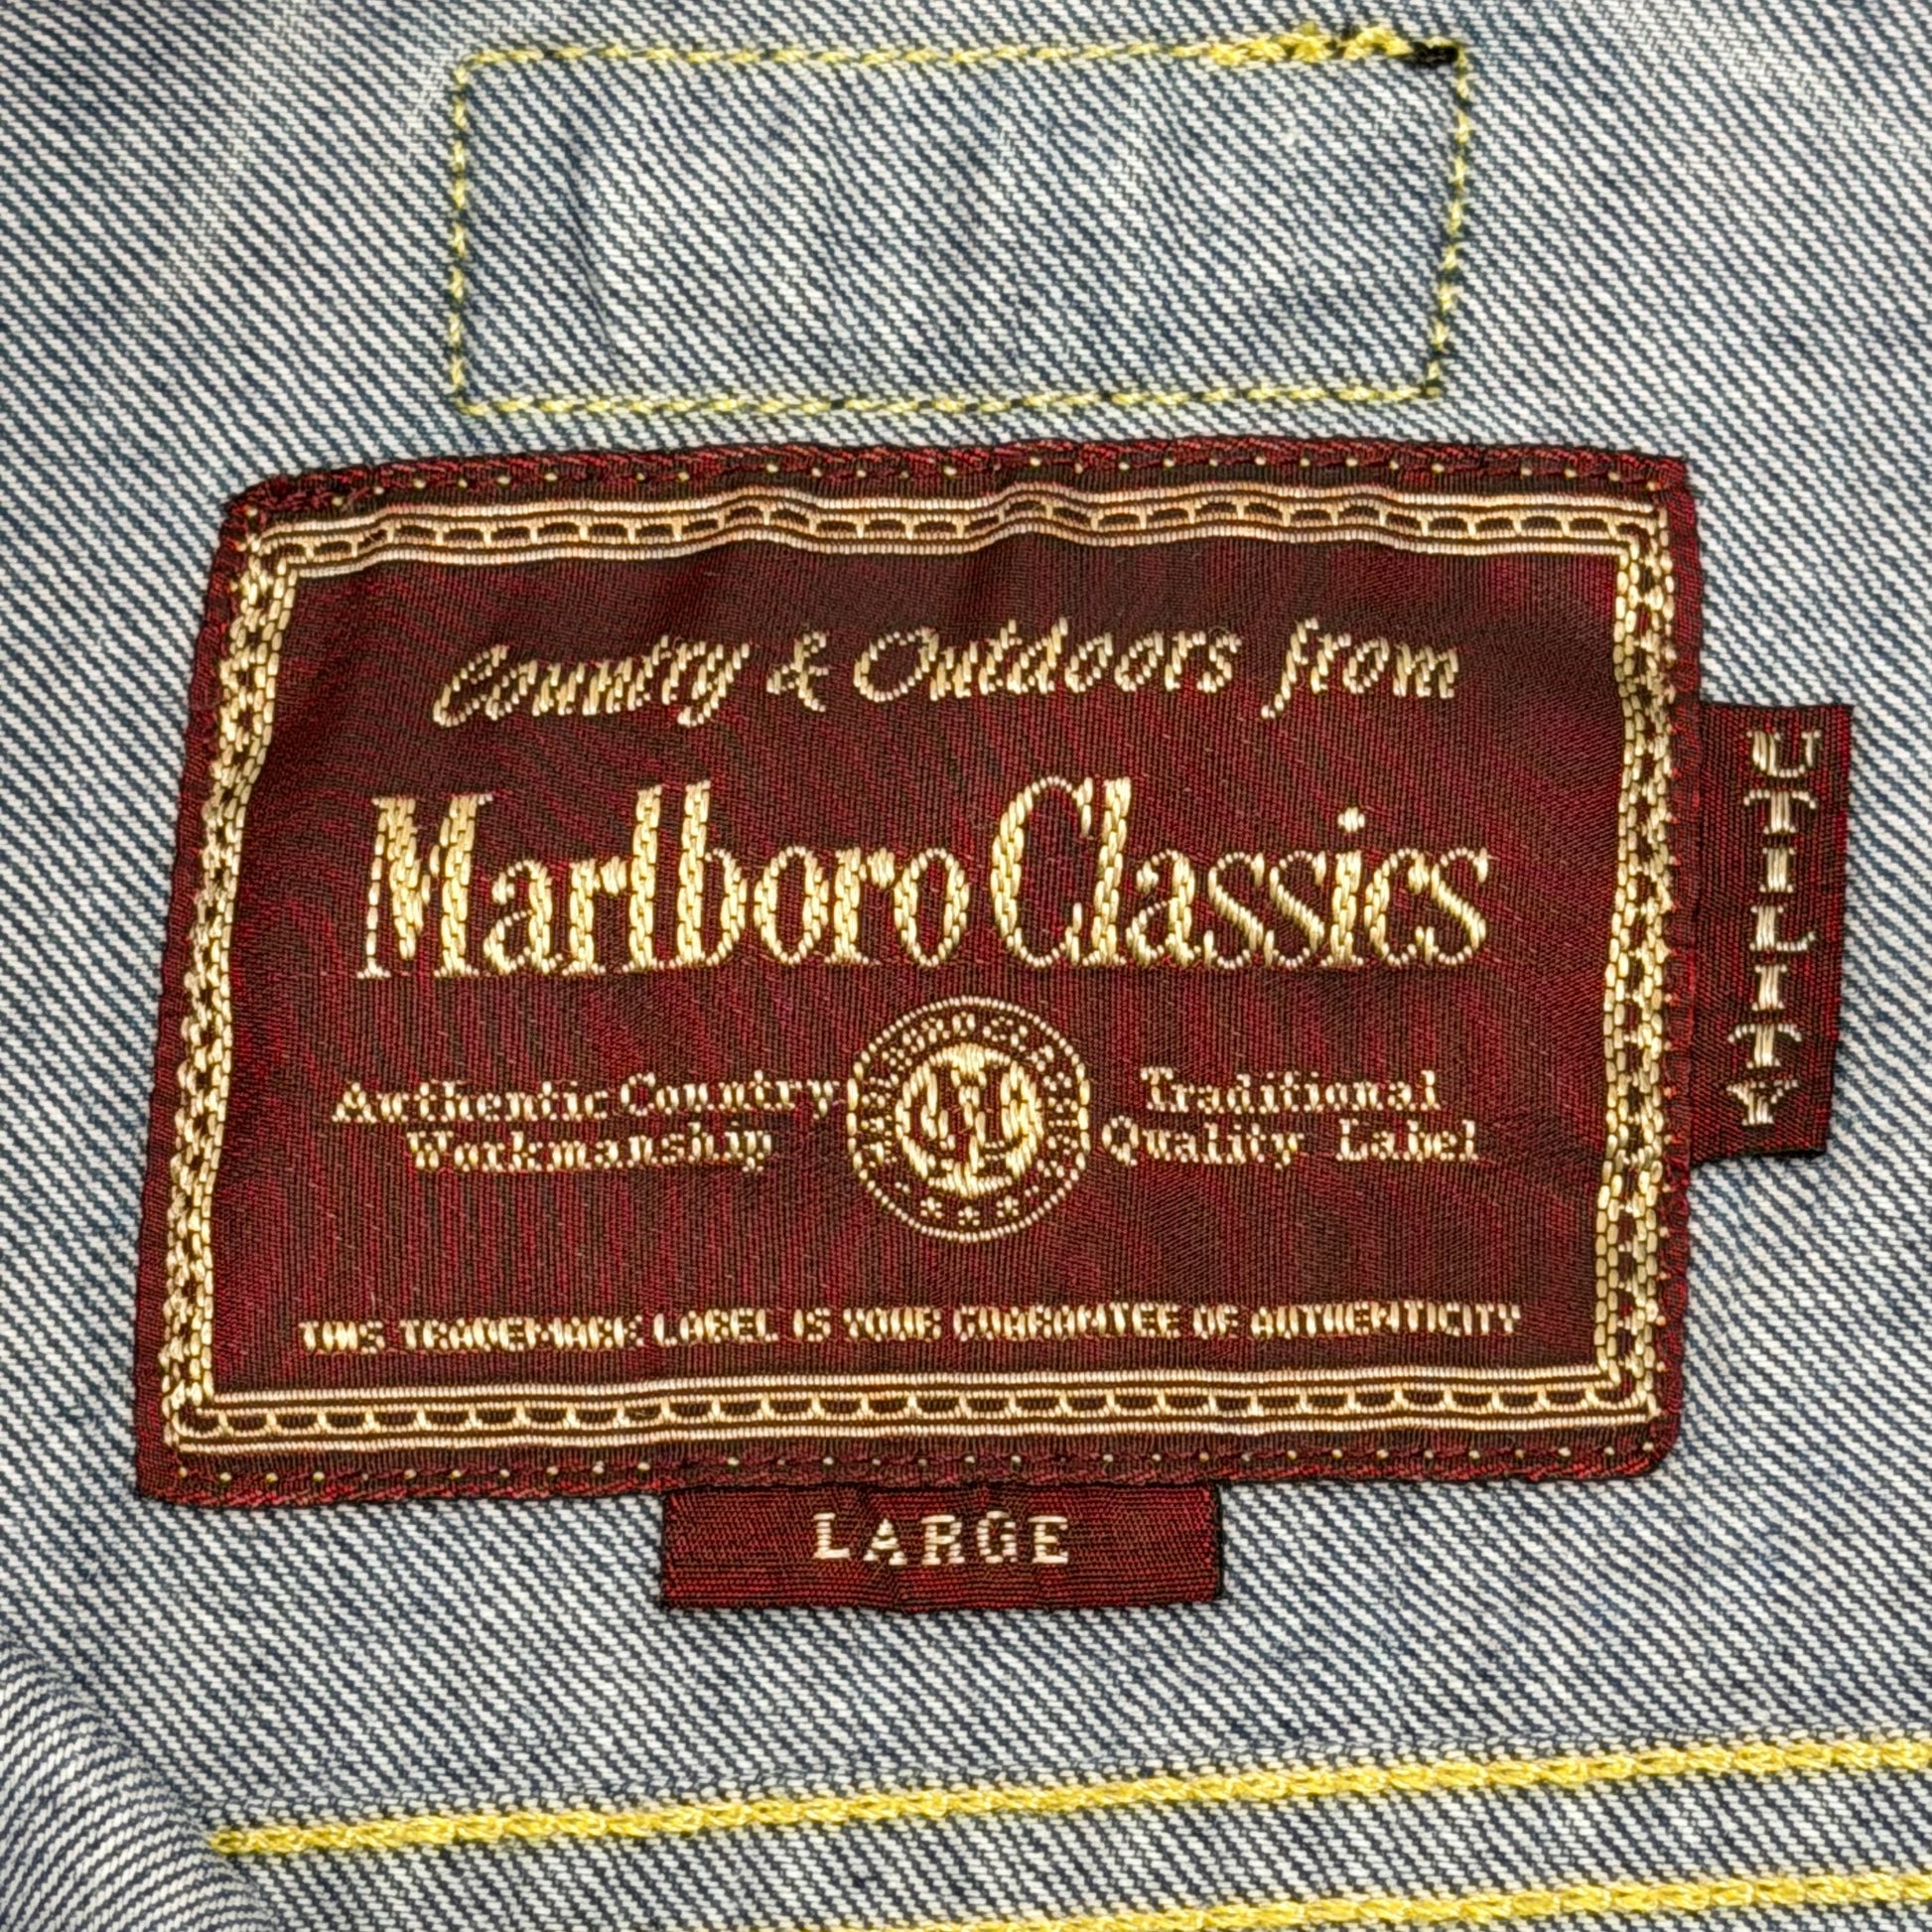 Country & Outdoors from
Marlboro Classics
Authentic Country
Workmanship
Traditional
Quality Label
THIS TRADEMARK LABEL IS YOUR GUARANTEE OF AUTHENTICITY
UTILITY
LARGE